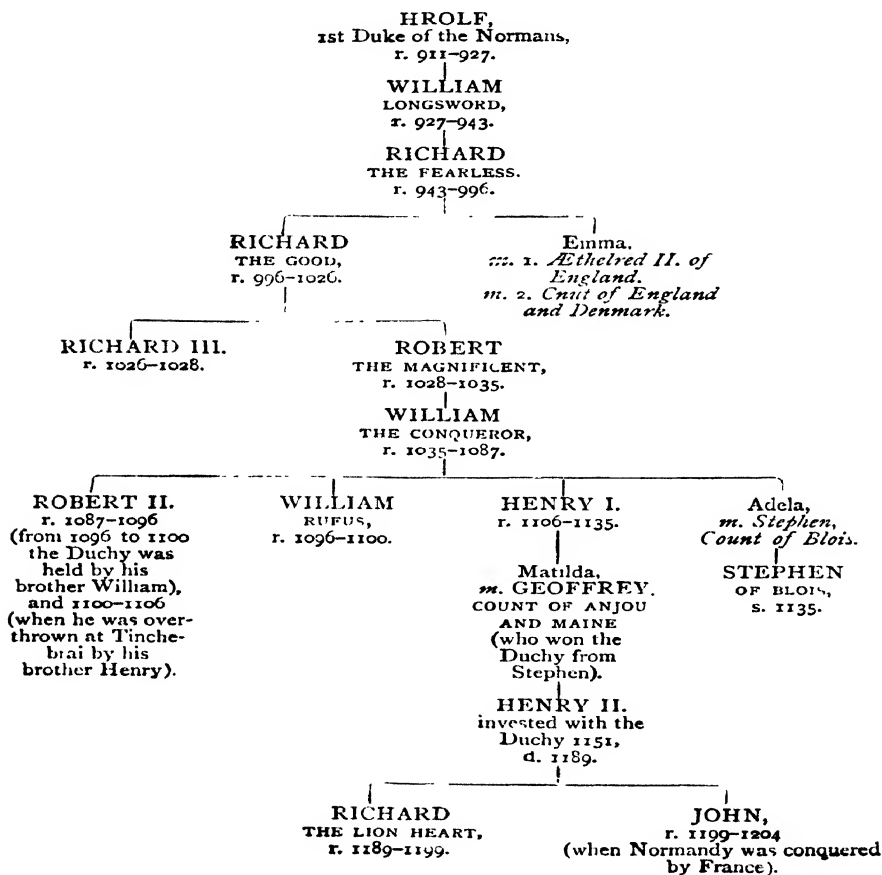 HROLF,
1st Duke of the Normans,
r. 911–927.
WILLIAM
LONGSWORD,
r. 927–943.
RICHARD
THE FEARLESS.
r. 943–996.
RICHARD
THE GOOD,
r. 996–1026.
Emma.
m. 1. Æthelred II. of
England.
m. 2. Cnut of England
and Denmark.
RICHARD III.
r. 1026–1028.
ROBERT
THE MAGNIFICENT,
r. 1028–1035.
WILLIAM
THE CONQUEROR,
r. 1035–1087.
ROBERT II.
r. 1087–1096
(from 1096 to 1100
the Duchy was
held by his
brother William),
and 1100–1106
(when he was over-
thrown at Tinche-
brai by his
brother Henry).
WILLIAM
RUFUS,
r. 1096–1100.
HENRY I.
r. 1106–1135.
Matilda,
m. GEOFFREY.
COUNT OF ANJOU
AND MAINE
(who won the
Duchy from
Stephen).
Adela,
m. Stephen,
Count of Blois.
STEPHEN
OF BLOIS,
s. 1135.
HENRY II.
invested with the
Duchy 1151,
d. 1189.
RICHARD
THE LION HEART,
r. 1189–1199.
JOHN,
r. 1199–1204
(when Normandy was conquered
by France).